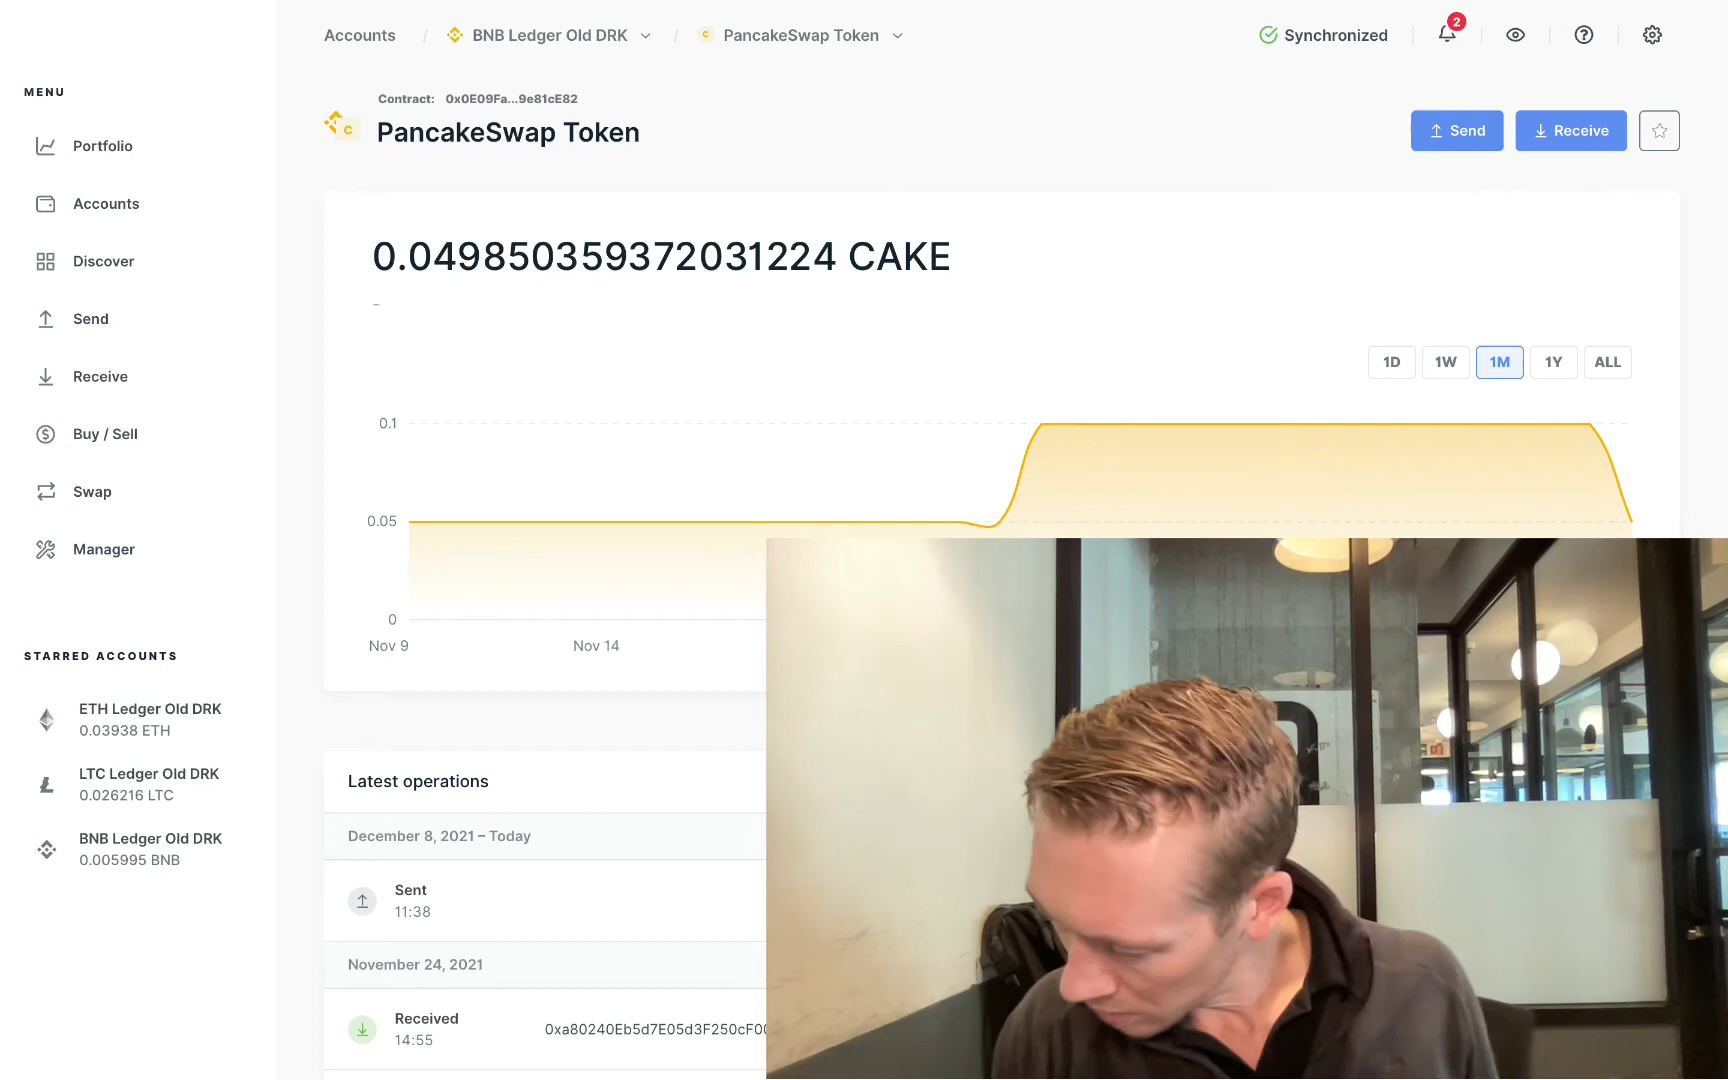 Accounts / BNB Ledger Old DRK / C PancakeSwap Token
Synchronized
2
MENU
Portfolio
Accounts
Discover
Send
Receive
Buy / Sell
Swap
Manager
STARRED ACCOUNTS
ETH Ledger Old DRK
0.03938 ETH
LTC Ledger Old DRK
0.026216 LTC
BNB Ledger Old DRK
0.005995 BNB
Contract: 0x0E09Fa...9e81cE82
C
PancakeSwap Token
Send
Receive
0.049850359372031224 CAKE
–
1D 1W 1M 1Y ALL
0.1
0.05
0
Nov 9 Nov 14
Latest operations
December 8, 2021 – Today
Sent
11:38
November 24, 2021
Received
14:55
0xa80240Eb5d7E05d3F250cF00